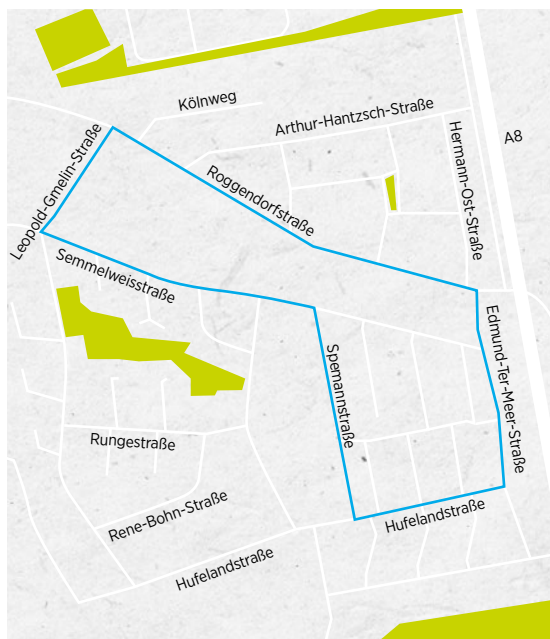 Kölnweg
Arthur-Hantzsch-Straße
A8
Leopold-Gmelin-Straße
Hermann-Ost-Straße
Roggendorfstraße
Semmelweisstraße
Edmund-Ter-Meer-Straße
Spemannstraße
Rungestraße
Rene-Bohn-Straße
Hufelandstraße
Hufelandstraße